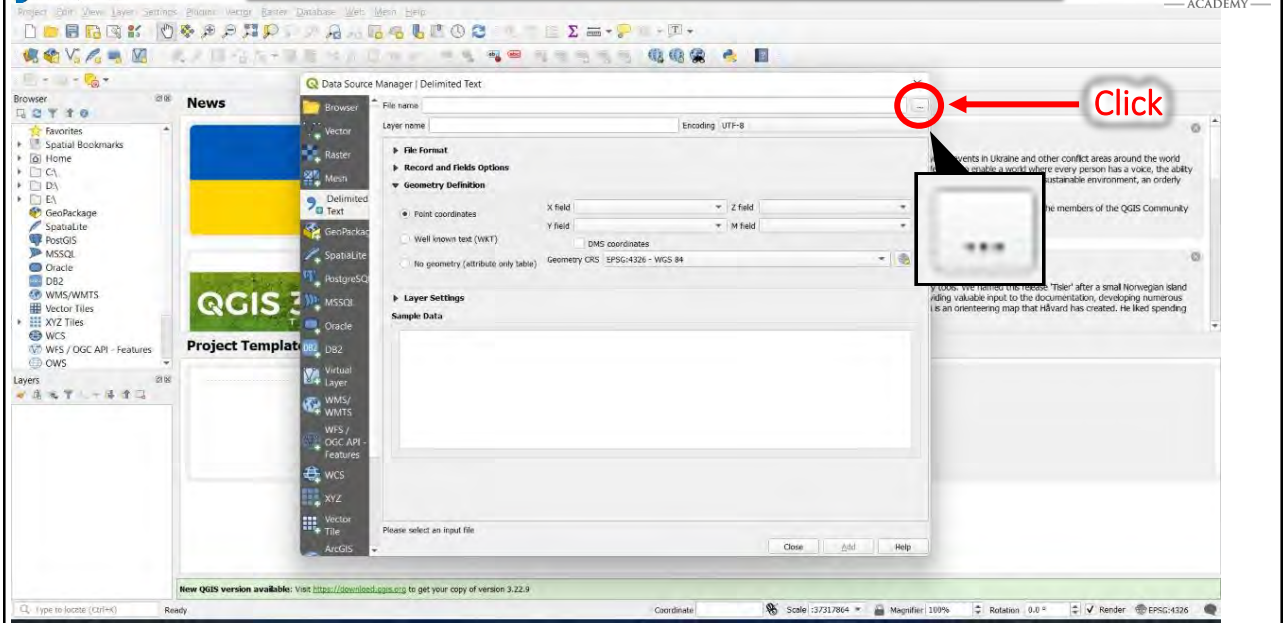 ACADEMY
Project Edit View Layer Settings Plugins Vector Raster Database Web Mesh Help
Data Source Manager | Delimited Text
Browser
News
Browser
File name
Click
Favorites
Spatial Bookmarks
Home
C:\
D:\
E:\
GeoPackage
SpatiaLite
PostGIS
MSSQL
Oracle
DB2
WMS/WMTS
Vector Tiles
XYZ Tiles
WCS
WFS / OGC API - Features
OWS
Layers
QGIS 3
Project Templat
Vector
Raster
Mesh
Delimited
Text
GeoPackag
SpatiaLite
PostgreSQ
MSSQL
Oracle
DB2
Virtual
Layer
WMS/
WMTS
WFS /
OGC API -
Features
WCS
XYZ
Vector
Tile
ArcGIS
Layer name
Encoding UTF-8
File Format
Record and Fields Options
Geometry Definition
Point coordinates
X field
Z field
Y field
M field
Well known text (WKT)
DMS coordinates
No geometry (attribute only table)
Geometry CRS EPSG:4326 - WGS 84
Layer Settings
Sample Data
Please select an input file
Close Add Help
...
events in Ukraine and other conflict areas around the world
enable a world where every person has a voice, the ability
sustainable environment, an orderly
he members of the QGIS Community
y tools. We named this release 'Tisler' after a small Norwegian island
viding valuable input to the documentation, developing numerous
is an orienteering map that Håvard has created. He liked spending
New QGIS version available: Visit https://download.qgis.org to get your copy of version 3.22.9
Type to locate (Ctrl+K) Ready Coordinate Scale :37317864 Magnifier 100% Rotation 0.0 ° Render EPSG:4326